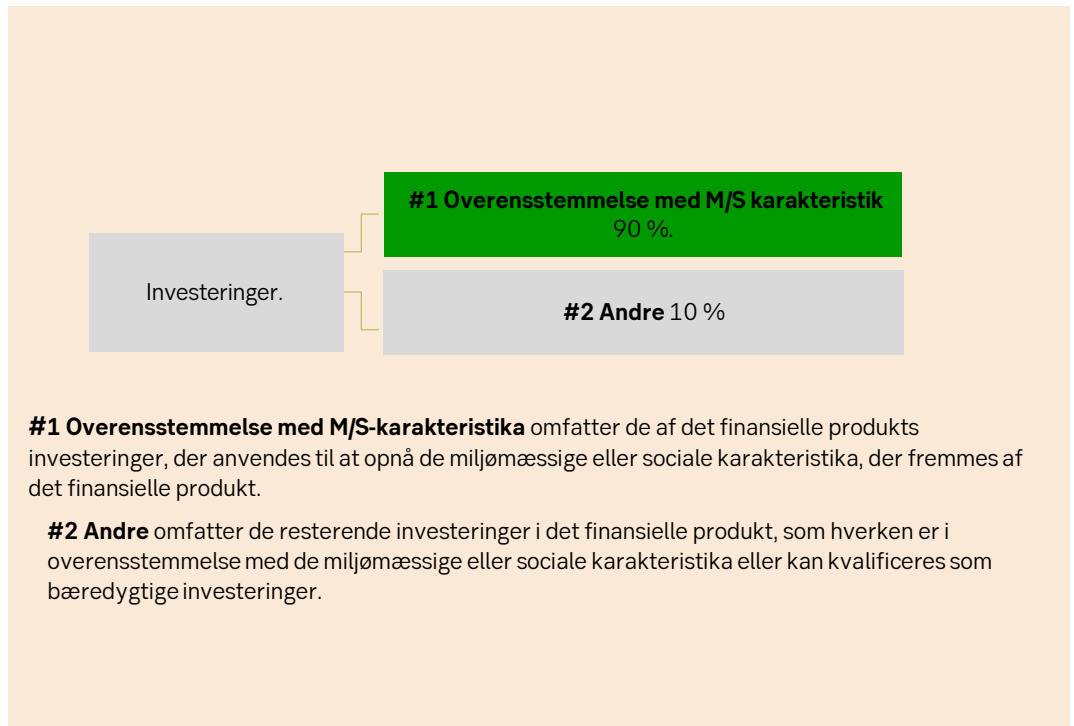 #1 Overensstemmelse med M/S karakteristik
90 %.
Investeringer.
#2 Andre 10 %
#1 Overensstemmelse med M/S-karakteristika omfatter de af det finansielle produkts
investeringer, der anvendes til at opnå de miljømæssige eller sociale karakteristika, der fremmes af
det finansielle produkt.
#2 Andre omfatter de resterende investeringer i det finansielle produkt, som hverken er i
overensstemmelse med de miljømæssige eller sociale karakteristika eller kan kvalificeres som
bæredygtige investeringer.